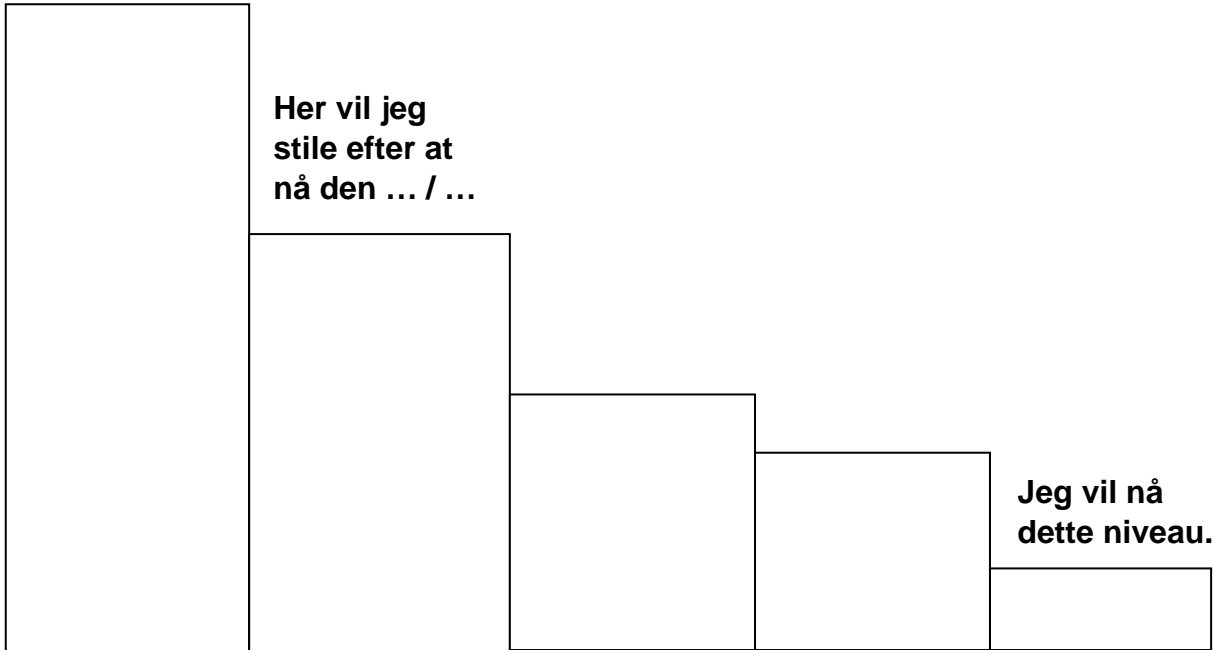 Her vil jeg
stile efter at
nå den … / …
Jeg vil nå
dette niveau.